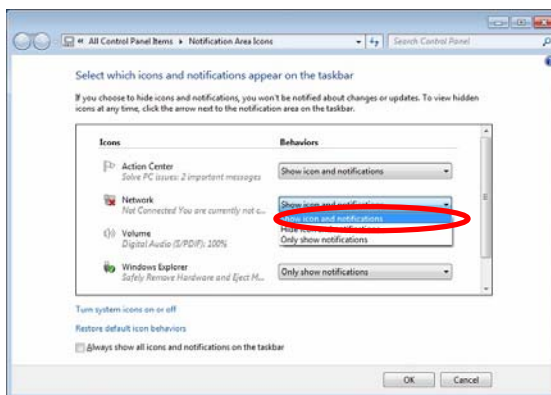 « All Control Panel Items ▸ Notification Area Icons
Search Control Panel
Select which icons and notifications appear on the taskbar
If you choose to hide icons and notifications, you won't be notified about changes or updates. To view hidden
icons at any time, click the arrow next to the notification area on the taskbar.
Icons Behaviors
Action Center Show icon and notifications
Solve PC issues: 2 important messages
Network Show icon and notifications
Not Connected You are currently not c...
Show icon and notifications
Hide icon and notifications
Volume Only show notifications
Digital Audio (S/PDIF): 100%
Windows Explorer Only show notifications
Safely Remove Hardware and Eject M...
Turn system icons on or off
Restore default icon behaviors
Always show all icons and notifications on the taskbar
OK Cancel